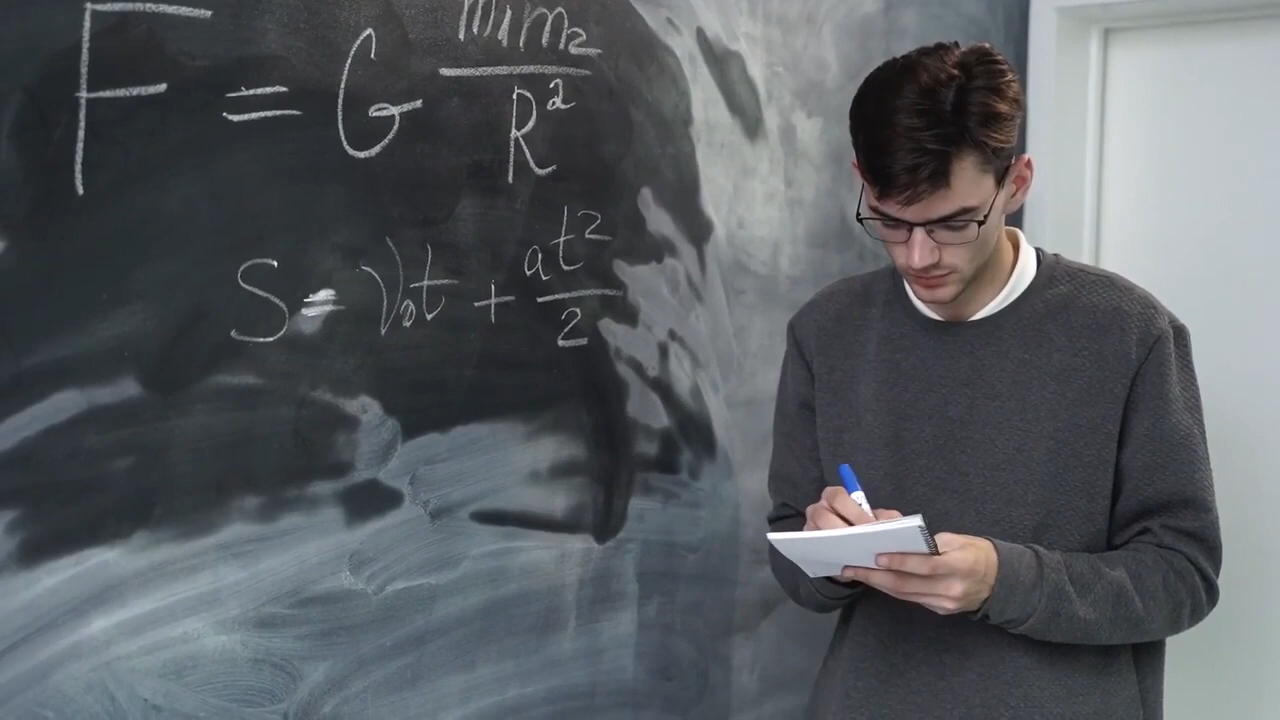 F = G m₁m₂/R²
S = V₀t + at²/2